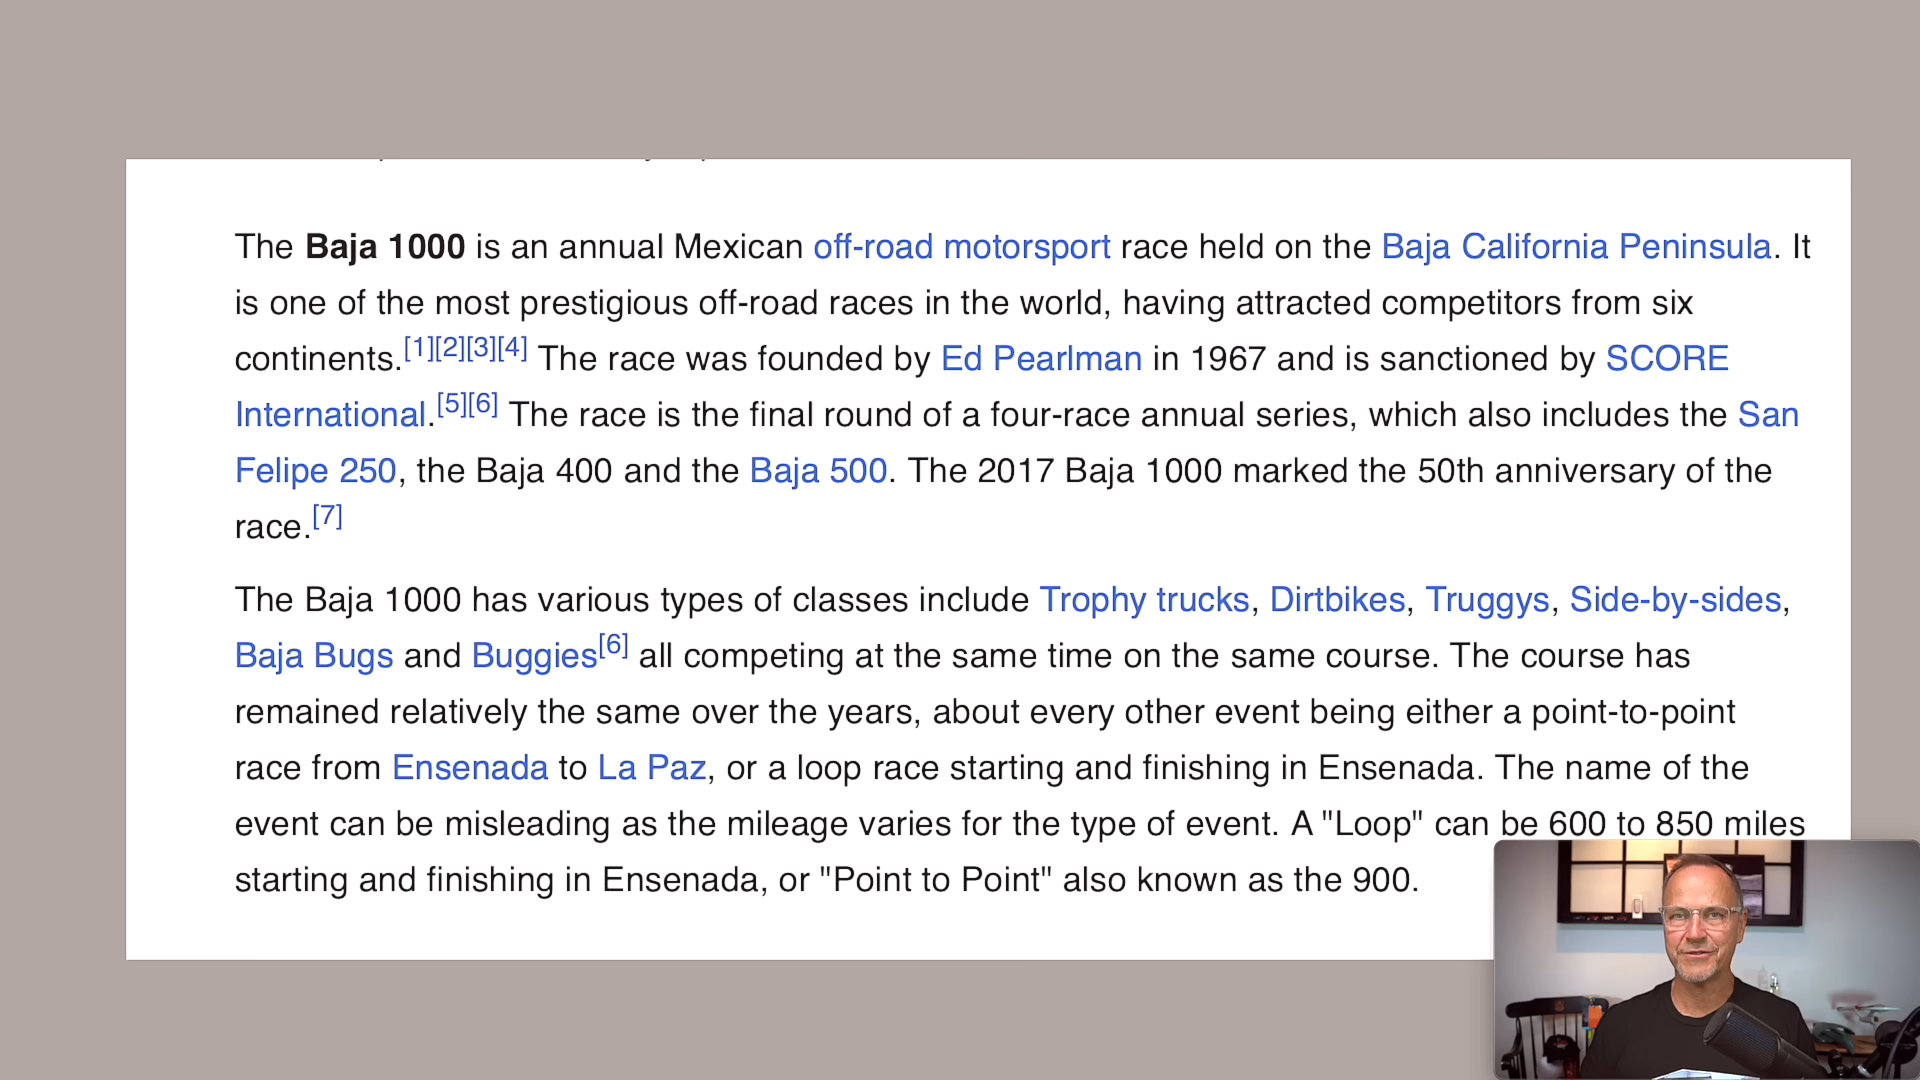 The Baja 1000 is an annual Mexican off-road motorsport race held on the Baja California Peninsula. It
is one of the most prestigious off-road races in the world, having attracted competitors from six
continents.[1][2][3][4] The race was founded by Ed Pearlman in 1967 and is sanctioned by SCORE
International.[5][6] The race is the final round of a four-race annual series, which also includes the San
Felipe 250, the Baja 400 and the Baja 500. The 2017 Baja 1000 marked the 50th anniversary of the
race.[7]
The Baja 1000 has various types of classes include Trophy trucks, Dirtbikes, Truggys, Side-by-sides,
Baja Bugs and Buggies[6] all competing at the same time on the same course. The course has
remained relatively the same over the years, about every other event being either a point-to-point
race from Ensenada to La Paz, or a loop race starting and finishing in Ensenada. The name of the
event can be misleading as the mileage varies for the type of event. A "Loop" can be 600 to 850 miles
starting and finishing in Ensenada, or "Point to Point" also known as the 900.